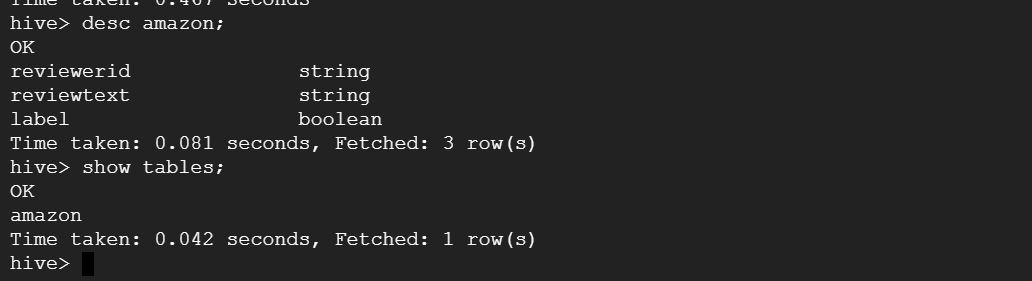 Time taken: 0.467 seconds
hive> desc amazon;
OK
reviewerid string
reviewtext string
label boolean
Time taken: 0.081 seconds, Fetched: 3 row(s)
hive> show tables;
OK
amazon
Time taken: 0.042 seconds, Fetched: 1 row(s)
hive>